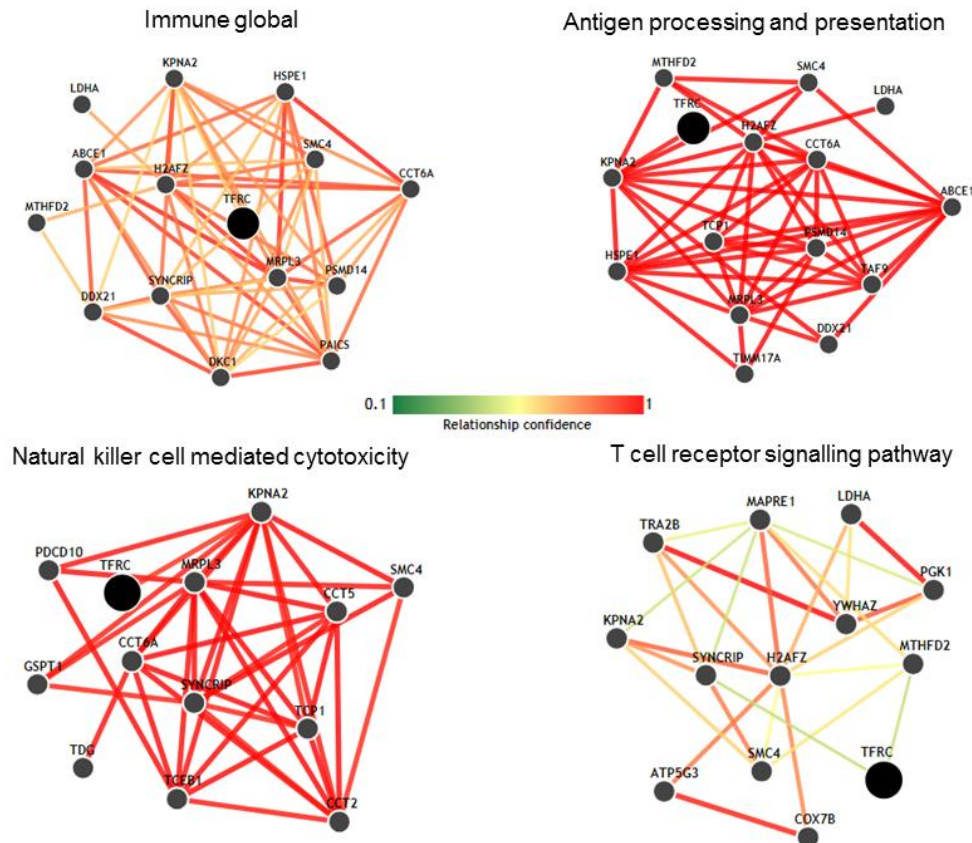 Immune global
KPNA2
LDHA
HSPE1
ABCE1
H2AFZ
SMC4
CCT6A
MTHFD2
TFRC
MRPL3
PSMD14
SYNCRIP
DDX21
DKC1
PAICS
Antigen processing and presentation
MTHFD2
SMC4
TFRC
LDHA
H2AFZ
CCT6A
KPNA2
ABCE1
TCP1
PSMD14
HSPE1
TAF9
MRPL3
DDX21
TIMM17A
0.1
1
Relationship confidence
Natural killer cell mediated cytotoxicity
KPNA2
PDCD10
TFRC
MRPL3
SMC4
CCT5
CCT6A
GSPT1
SYNCRIP
TCP1
TDG
TCEB1
CCT2
T cell receptor signalling pathway
MAPRE1
LDHA
TRA2B
PGK1
YWHAZ
KPNA2
MTHFD2
SYNCRIP
H2AFZ
SMC4
TFRC
ATP5G3
COX7B